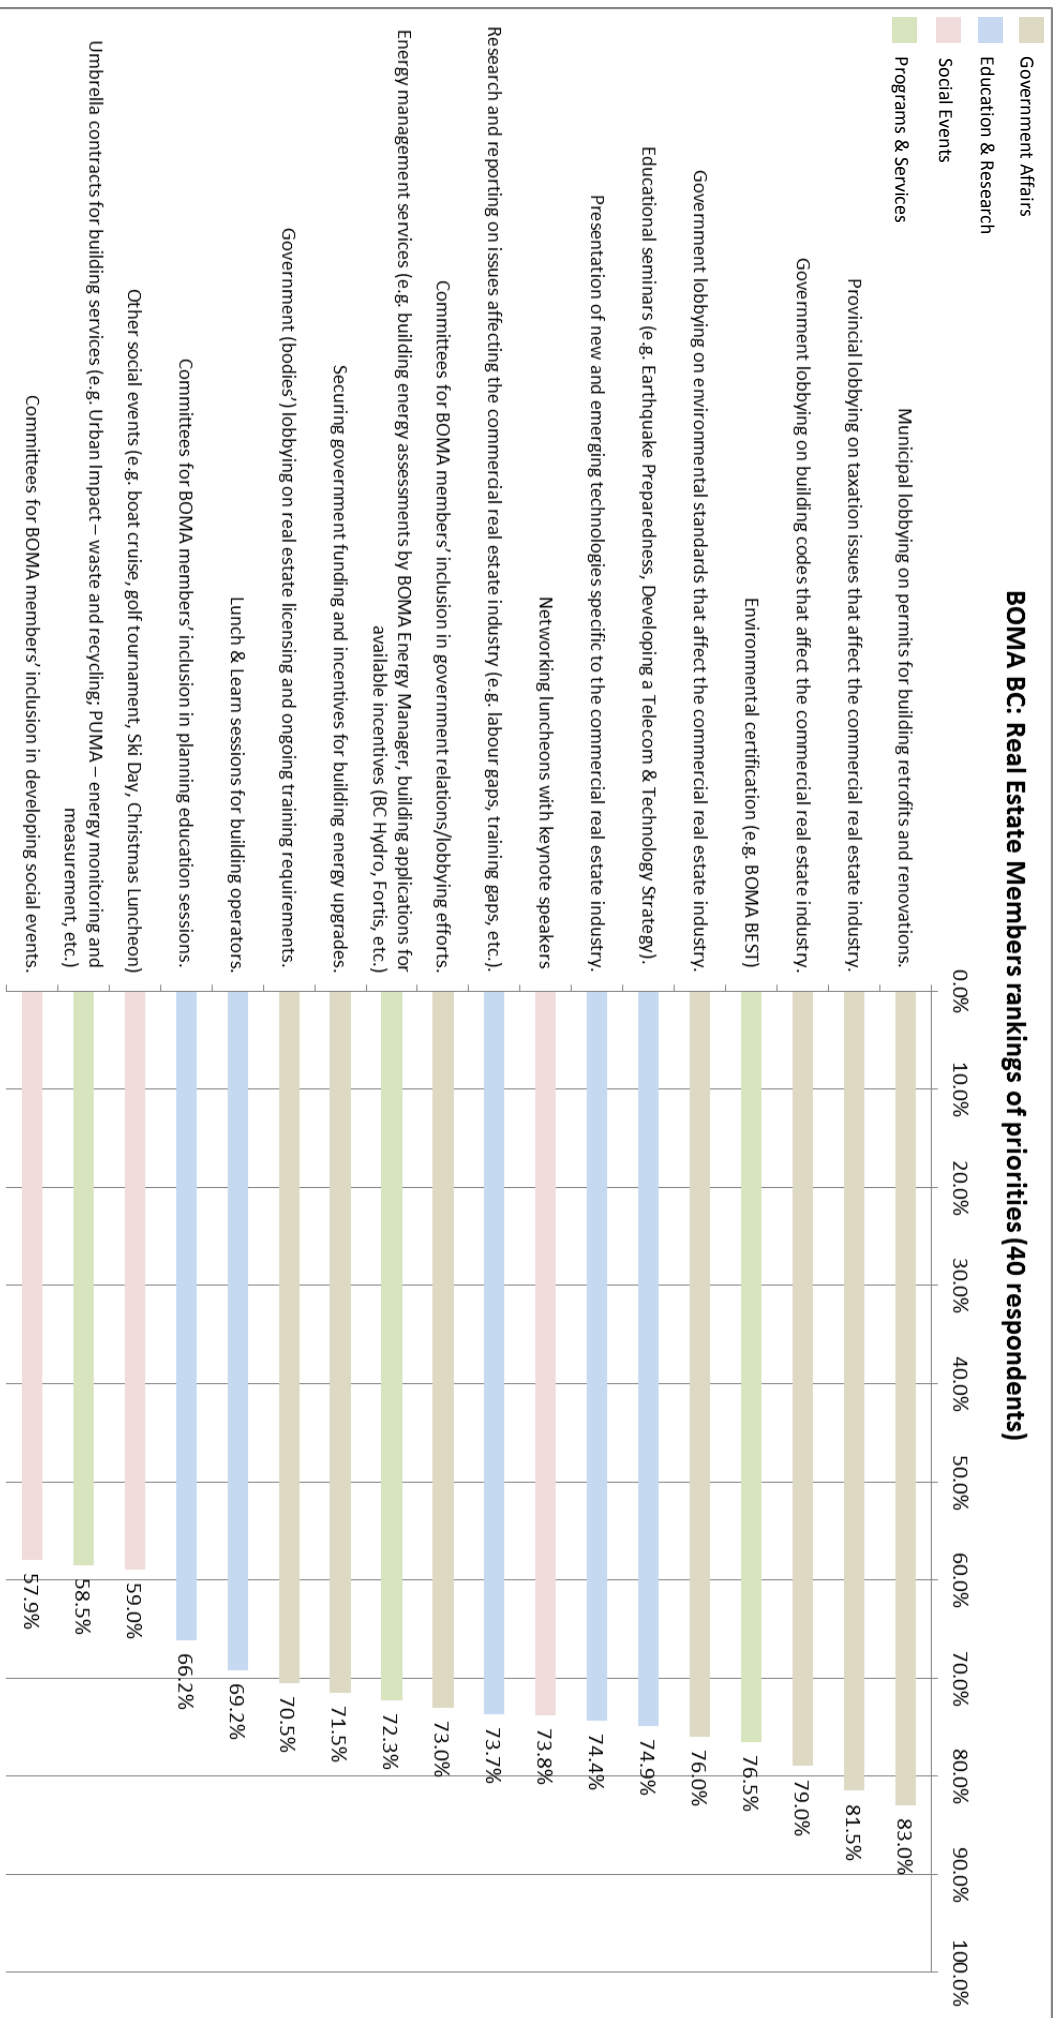 BOMA BC: Real Estate Members rankings of priorities (40 respondents)
Government Affairs
Education & Research
Social Events
Programs & Services
0.0% 10.0% 20.0% 30.0% 40.0% 50.0% 60.0% 70.0% 80.0% 90.0% 100.0%
Municipal lobbying on permits for building retrofits and renovations. 83.0%
Provincial lobbying on taxation issues that affect the commercial real estate industry. 81.5%
Government lobbying on building codes that affect the commercial real estate industry. 79.0%
Environmental certification (e.g. BOMA BEST) 76.5%
Government lobbying on environmental standards that affect the commercial real estate industry. 76.0%
Educational seminars (e.g. Earthquake Preparedness, Developing a Telecom & Technology Strategy). 74.9%
Presentation of new and emerging technologies specific to the commercial real estate industry. 74.4%
Networking luncheons with keynote speakers 73.8%
Research and reporting on issues affecting the commercial real estate industry (e.g. labour gaps, training gaps, etc.). 73.7%
Committees for BOMA members' inclusion in government relations/lobbying efforts. 73.0%
Energy management services (e.g. building energy assessments by BOMA Energy Manager, building applications for
available incentives (BC Hydro, Fortis, etc.) 72.3%
Securing government funding and incentives for building energy upgrades. 71.5%
Government (bodies') lobbying on real estate licensing and ongoing training requirements. 70.5%
Lunch & Learn sessions for building operators. 69.2%
Committees for BOMA members' inclusion in planning education sessions. 66.2%
Other social events (e.g. boat cruise, golf tournament, Ski Day, Christmas Luncheon) 59.0%
Umbrella contracts for building services (e.g. Urban Impact – waste and recycling; PUMA – energy monitoring and
measurement, etc.) 58.5%
Committees for BOMA members' inclusion in developing social events. 57.9%